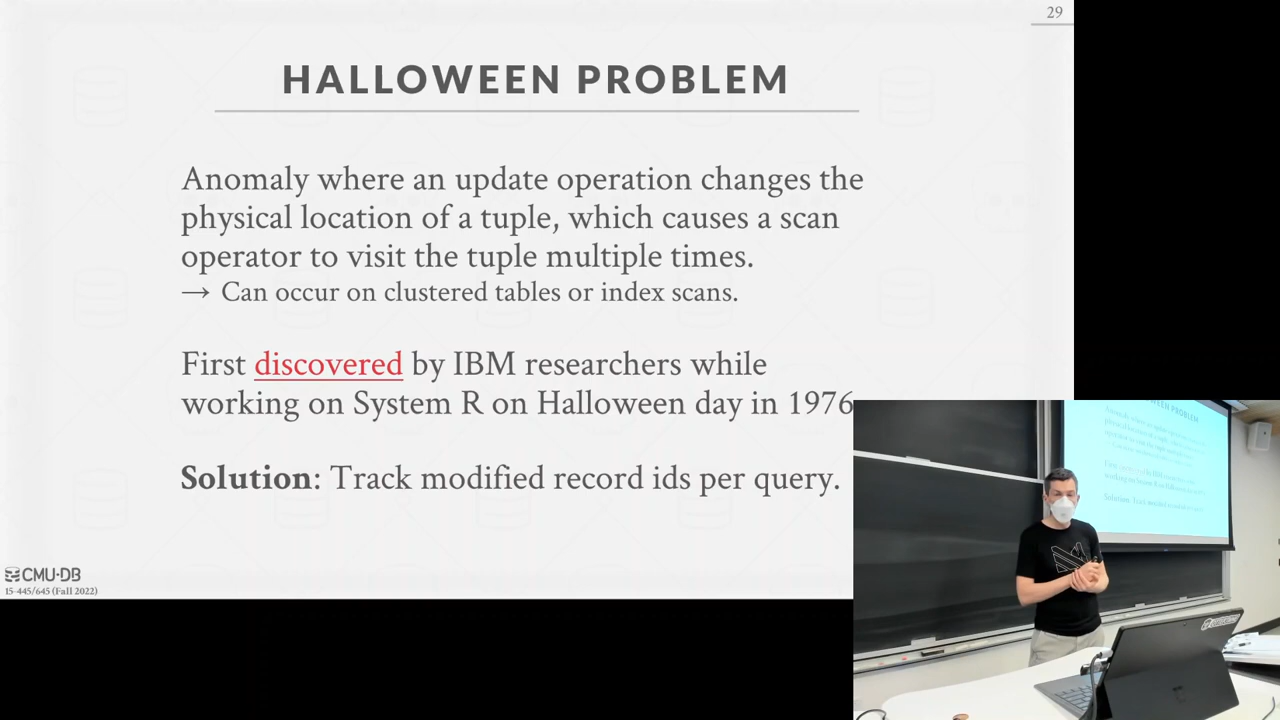 29
HALLOWEEN PROBLEM
Anomaly where an update operation changes the
physical location of a tuple, which causes a scan
operator to visit the tuple multiple times.
→ Can occur on clustered tables or index scans.
First discovered by IBM researchers while
working on System R on Halloween day in 1976
Solution: Track modified record ids per query.
CMU·DB
15-445/645 (Fall 2022)